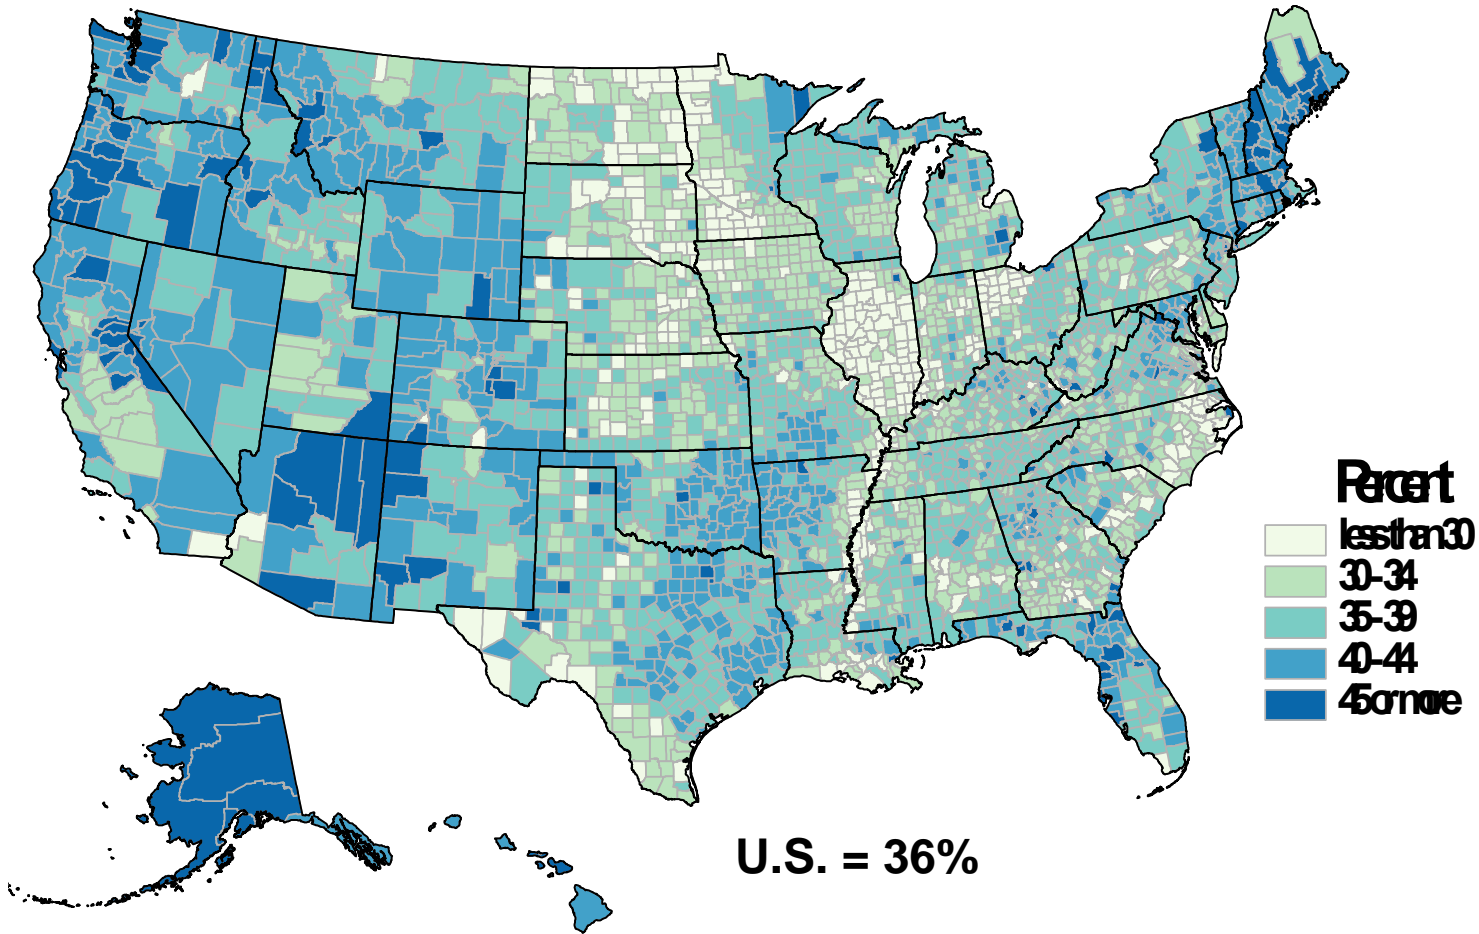 Percent
less than 30
30-34
35-39
40-44
45 or more
U.S. = 36%